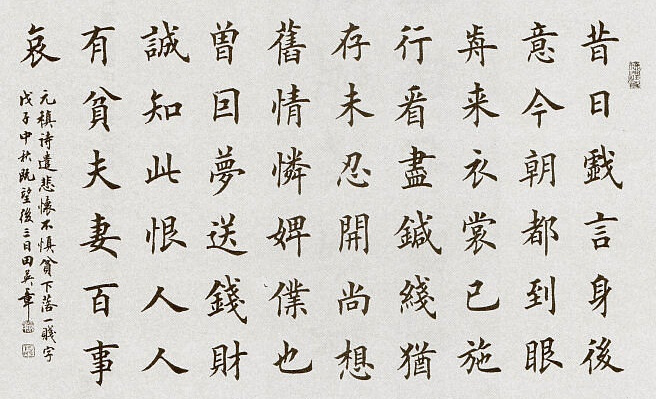 昔日戲言身後
意今朝都到眼
歬来衣裳已施
行看盡鍼綫猶
存未忍開尚想
舊情憐婢僕也
曽囙夢送錢財
誠知此恨人人
有貧夫妻百事
哀
元稹詩遣悲懷不慎貧下落一賤字
戊子中秋既望後三日田英章